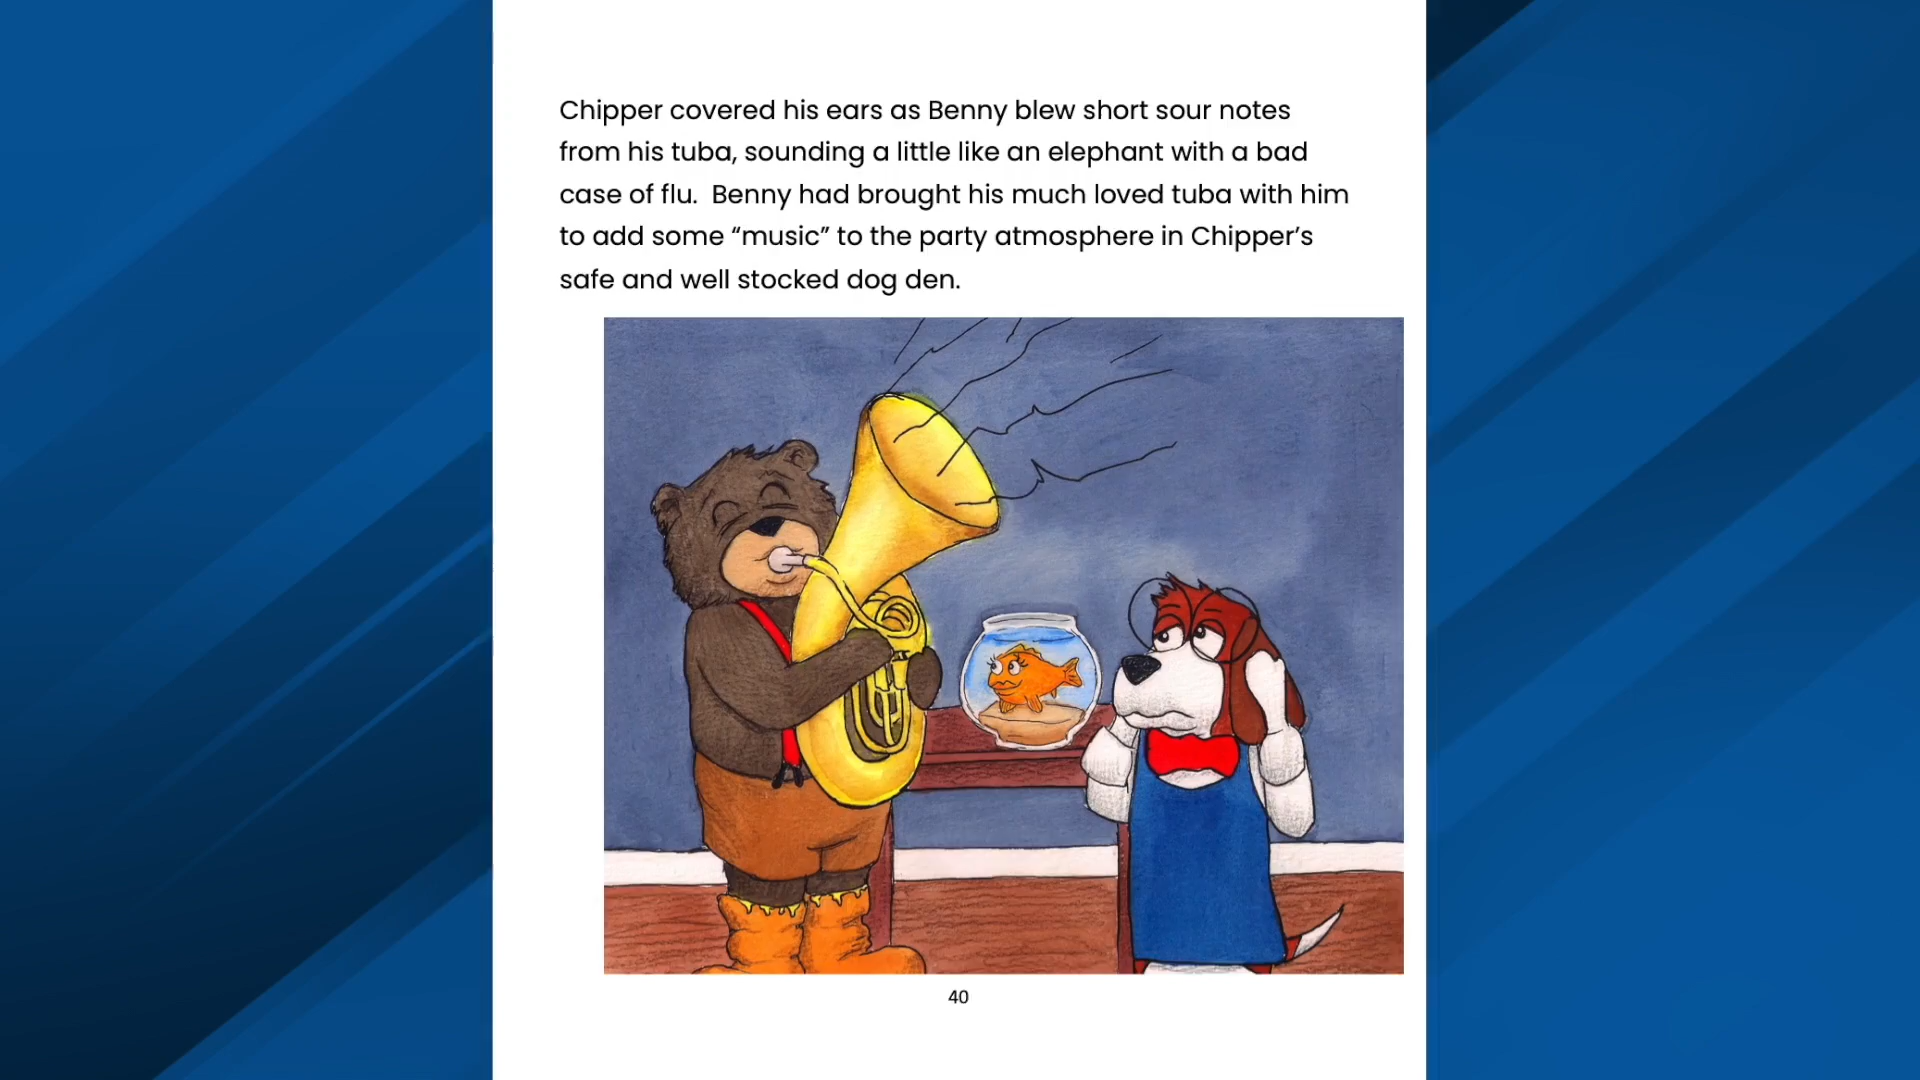 Chipper covered his ears as Benny blew short sour notes
from his tuba, sounding a little like an elephant with a bad
case of flu.  Benny had brought his much loved tuba with him
to add some “music” to the party atmosphere in Chipper’s
safe and well stocked dog den.
40